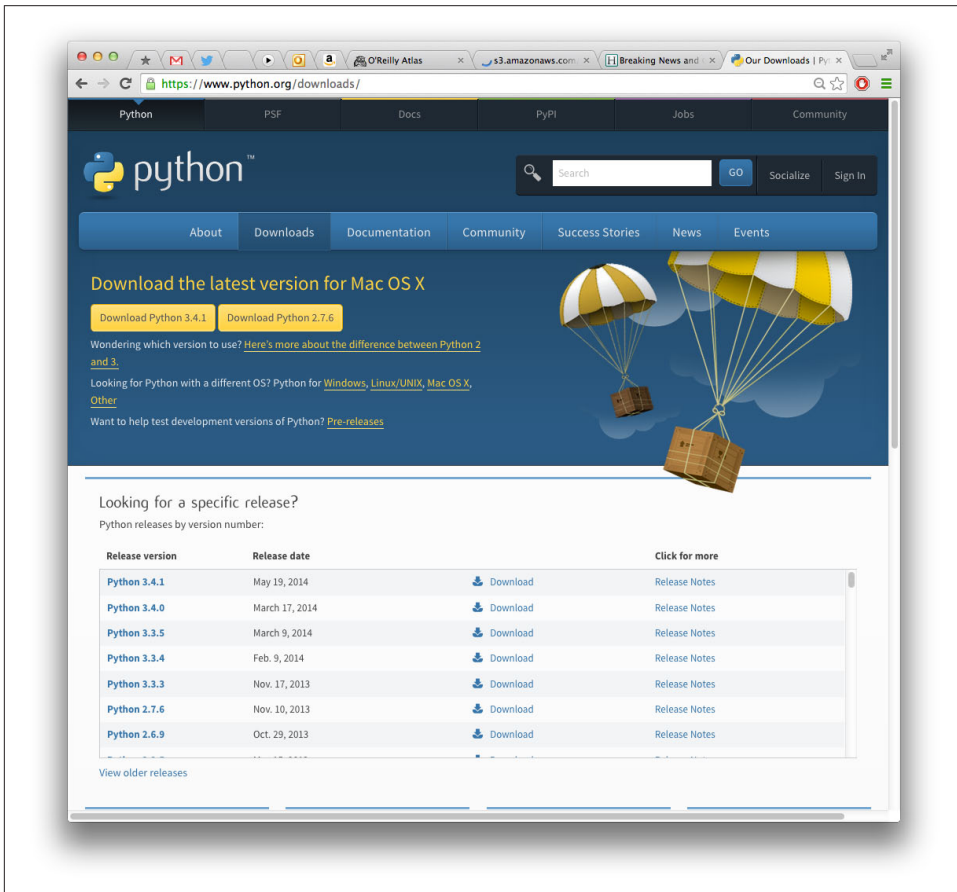 O'Reilly Atlas
s3.amazonaws.com
Breaking News and
Our Downloads | Py
https://www.python.org/downloads/
Python PSF Docs PyPI Jobs Community
python™
Search GO Socialize Sign In
About Downloads Documentation Community Success Stories News Events
Download the latest version for Mac OS X
Download Python 3.4.1 Download Python 2.7.6
Wondering which version to use? Here's more about the difference between Python 2
and 3.
Looking for Python with a different OS? Python for Windows, Linux/UNIX, Mac OS X,
Other
Want to help test development versions of Python? Pre-releases
Looking for a specific release?
Python releases by version number:
Release version Release date Click for more
Python 3.4.1 May 19, 2014 Download Release Notes
Python 3.4.0 March 17, 2014 Download Release Notes
Python 3.3.5 March 9, 2014 Download Release Notes
Python 3.3.4 Feb. 9, 2014 Download Release Notes
Python 3.3.3 Nov. 17, 2013 Download Release Notes
Python 2.7.6 Nov. 10, 2013 Download Release Notes
Python 2.6.9 Oct. 29, 2013 Download Release Notes
View older releases